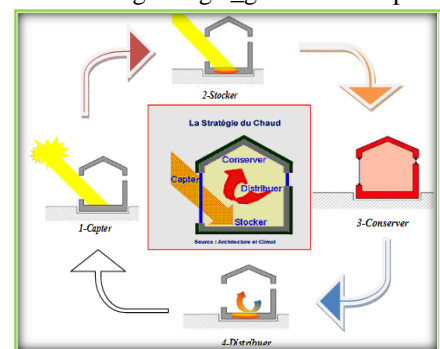 2-Stocker
La Stratégie du Chaud
Conserver
Capter
Distribuer
Stocker
Source : Architecture et Climat
1-Capter
3-Conserver
4-Distribuer